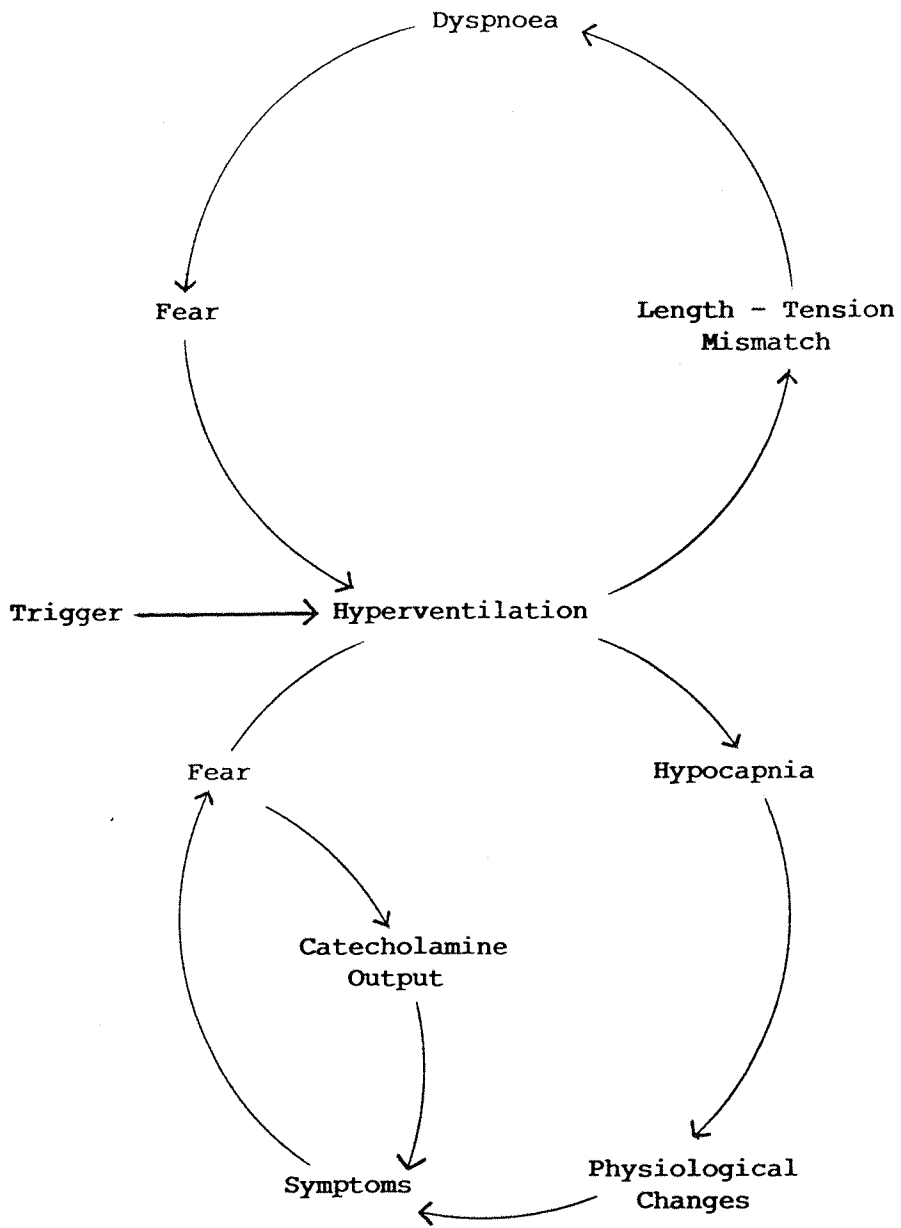 Dyspnoea
Fear
Length - Tension
Mismatch
Trigger
Hyperventilation
Fear
Hypocapnia
Catecholamine
Output
Symptoms
Physiological
Changes